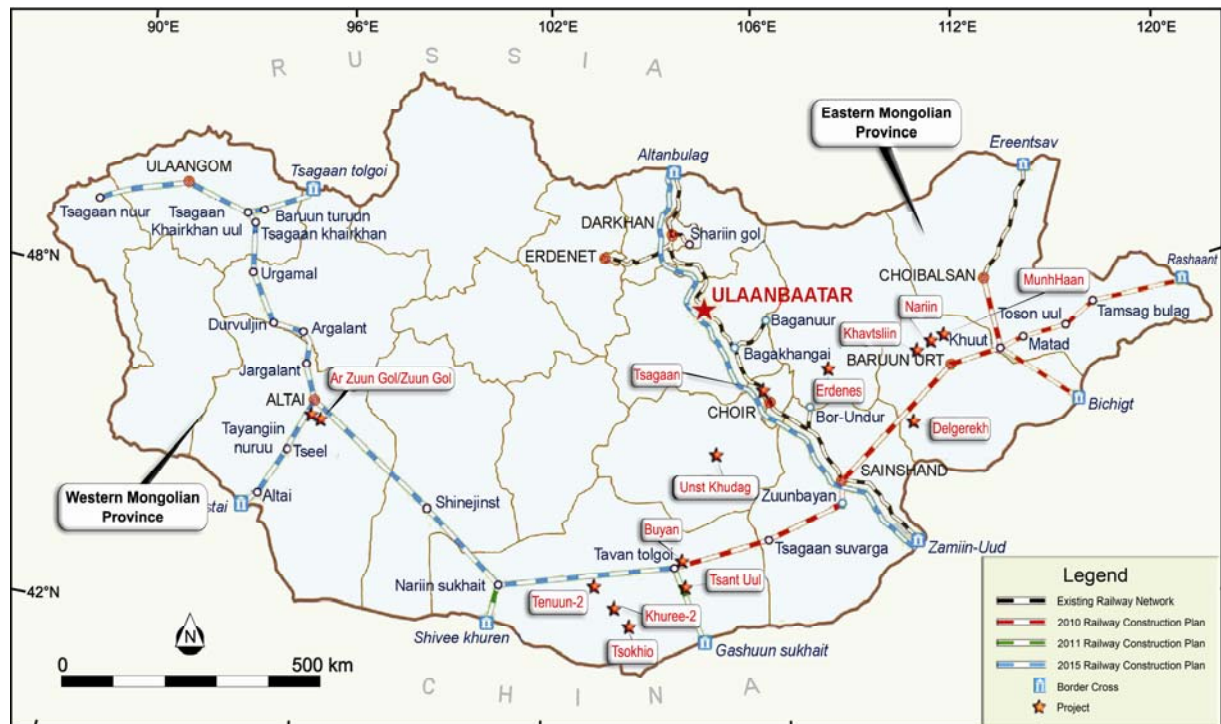 90°E
96°E
102°E
106°E
112°E
120°E
RUSSIA
Eastern Mongolian
Province
Ereentsav
Altanbulag
ULAANGOM
Tsagaan tolgoi
Tsagaan nuur
Tsagaan
Khairkhan uul
Baruun turuun
Tsagaan khairkhan
DARKHAN
Shariin gol
48°N
48°N
ERDENET
Urgamal
CHOIBALSAN
MunhHaan
Rashaant
ULAANBAATAR
Nariin
Toson uul
Tamsag bulag
Durvuljin
Argalant
Baganuur
Khavtsliin
Khuut
Matad
Bagakhangai
BARUUN URT
Jargalant
Ar Zuun Gol/Zuun Gol
Tsagaan
Erdenes
ALTAI
CHOIR
Bor-Undur
Bichigt
Tayangiin
nuruu
Tseel
Delgerekh
Unst Khudag
SAINSHAND
Western Mongolian
Province
Altai
stai
Shinejinst
Zuunbayan
Buyan
Tavan tolgoi
Tsagaan suvarga
Zamiin-Uud
42°N
42°N
Nariin sukhait
Tenuun-2
Tsant Uul
Khuree-2
Shivee khuren
Tsokhio
Gashuun sukhait
N
0
500 km
CHINA
Legend
Existing Railway Network
2010 Railway Construction Plan
2011 Railway Construction Plan
2015 Railway Construction Plan
Border Cross
Project